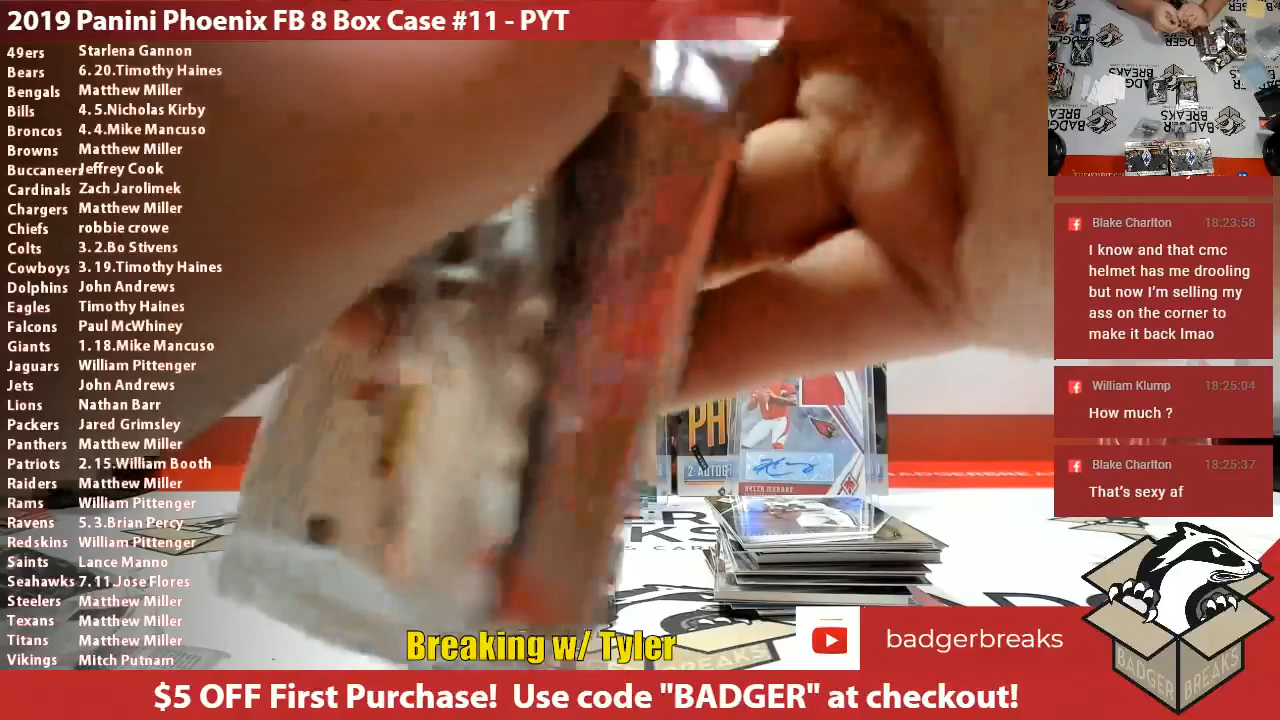 2019 Panini Phoenix FB 8 Box Case #11 - PYT
49ers Starlena Gannon
Bears 6. 20.Timothy Haines
Bengals Matthew Miller
Bills 4. 5.Nicholas Kirby
Broncos 4. 4.Mike Mancuso
Browns Matthew Miller
Buccaneers Jeffrey Cook
Cardinals Zach Jarolimek
Chargers Matthew Miller
Chiefs robbie crowe
Colts 3. 2.Bo Stivens
Cowboys 3. 19.Timothy Haines
Dolphins John Andrews
Eagles Timothy Haines
Falcons Paul McWhiney
Giants 1. 18.Mike Mancuso
Jaguars William Pittenger
Jets John Andrews
Lions Nathan Barr
Packers Jared Grimsley
Panthers Matthew Miller
Patriots 2. 15.William Booth
Raiders Matthew Miller
Rams William Pittenger
Ravens 5. 3.Brian Percy
Redskins William Pittenger
Saints Lance Manno
Seahawks 7. 11.Jose Flores
Steelers Matthew Miller
Texans Matthew Miller
Titans Matthew Miller
Vikings Mitch Putnam
Blake Charlton 18:23:58
I know and that cmc
helmet has me drooling
but now I'm selling my
ass on the corner to
make it back lmao
William Klump 18:25:04
How much ?
Blake Charlton 18:25:37
That's sexy af
PH
2 AUTOG
KYLER MURRAY
Breaking w/ Tyler
badgerbreaks
BADGER BREAKS
$5 OFF First Purchase! Use code "BADGER" at checkout!